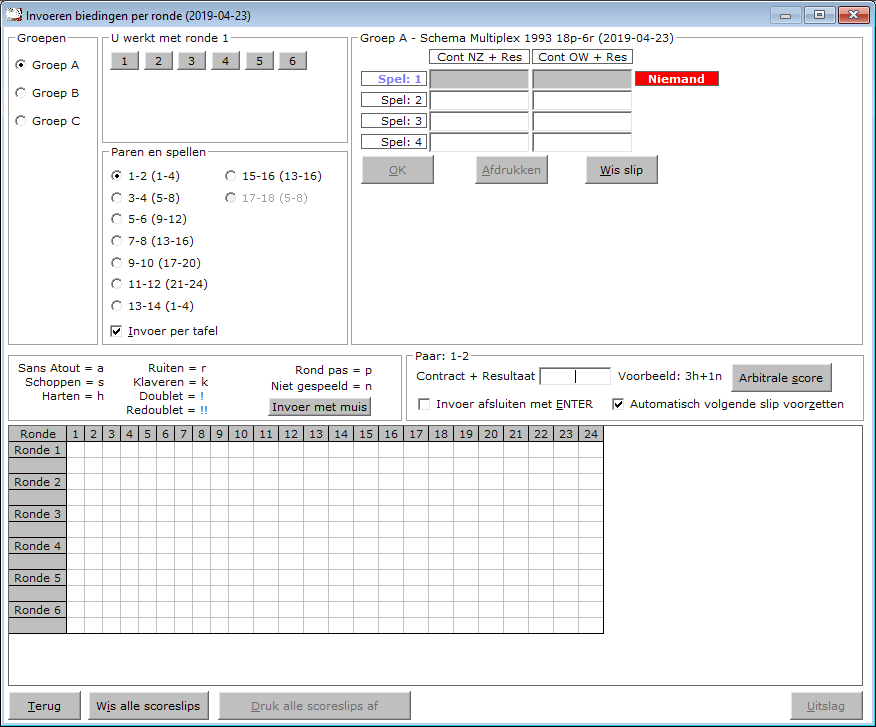 Invoeren biedingen per ronde (2019-04-23)
Groepen
Groep A
Groep B
Groep C
U werkt met ronde 1
1 2 3 4 5 6
Paren en spellen
1-2 (1-4) 15-16 (13-16)
3-4 (5-8) 17-18 (5-8)
5-6 (9-12)
7-8 (13-16)
9-10 (17-20)
11-12 (21-24)
13-14 (1-4)
Invoer per tafel
Groep A - Schema Multiplex 1993 18p-6r (2019-04-23)
Cont NZ + Res Cont OW + Res
Spel: 1 Niemand
Spel: 2
Spel: 3
Spel: 4
OK Afdrukken Wis slip
Sans Atout = a Ruiten = r Rond pas = p
Schoppen = s Klaveren = k Niet gespeeld = n
Harten = h Doublet = !
Redoublet = !!
Invoer met muis
Paar: 1-2
Contract + Resultaat Voorbeeld: 3h+1n Arbitrale score
Invoer afsluiten met ENTER Automatisch volgende slip voorzetten
Ronde 1 2 3 4 5 6 7 8 9 10 11 12 13 14 15 16 17 18 19 20 21 22 23 24
Ronde 1
Ronde 2
Ronde 3
Ronde 4
Ronde 5
Ronde 6
Terug Wis alle scoreslips Druk alle scoreslips af Uitslag